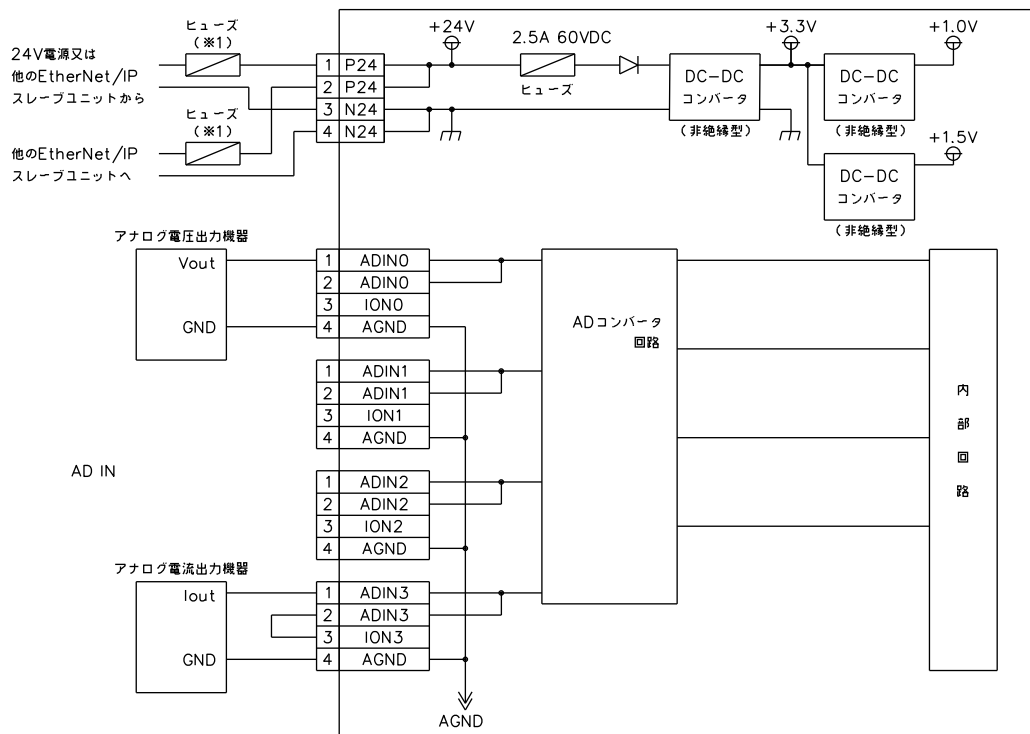 ヒューズ
(※1)
24V電源又は
他のEtherNet/IP
スレーブユニットから
ヒューズ
(※1)
他のEtherNet/IP
スレーブユニットへ
1 P24
2 P24
3 N24
4 N24
+24V
2.5A 60VDC
ヒューズ
DC-DC
コンバータ
(非絶縁型)
+3.3V
DC-DC
コンバータ
(非絶縁型)
+1.0V
DC-DC
コンバータ
(非絶縁型)
+1.5V
アナログ電圧出力機器
Vout
GND
1 ADIN0
2 ADIN0
3 ION0
4 AGND
1 ADIN1
2 ADIN1
3 ION1
4 AGND
AD IN
1 ADIN2
2 ADIN2
3 ION2
4 AGND
アナログ電流出力機器
Iout
GND
1 ADIN3
2 ADIN3
3 ION3
4 AGND
AGND
ADコンバータ
回路
内
部
回
路